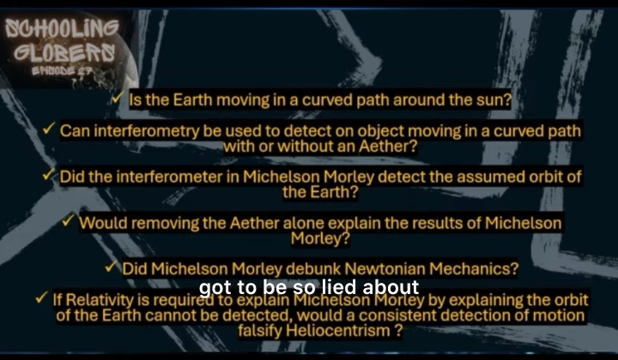 SCHOOLING
GLOBERS
EPISODE 27
✓ Is the Earth moving in a curved path around the sun?
✓ Can interferometry be used to detect on object moving in a curved path
with or without an Aether?
✓ Did the interferometer in Michelson Morley detect the assumed orbit of
the Earth?
✓ Would removing the Aether alone explain the results of Michelson
Morley?
✓ Did Michelson Morley debunk Newtonian Mechanics?
got to be so lied about
✓ If Relativity is required to explain Michelson Morley by explaining the orbit
of the Earth cannot be detected, would a consistent detection of motion
falsify Heliocentrism ?